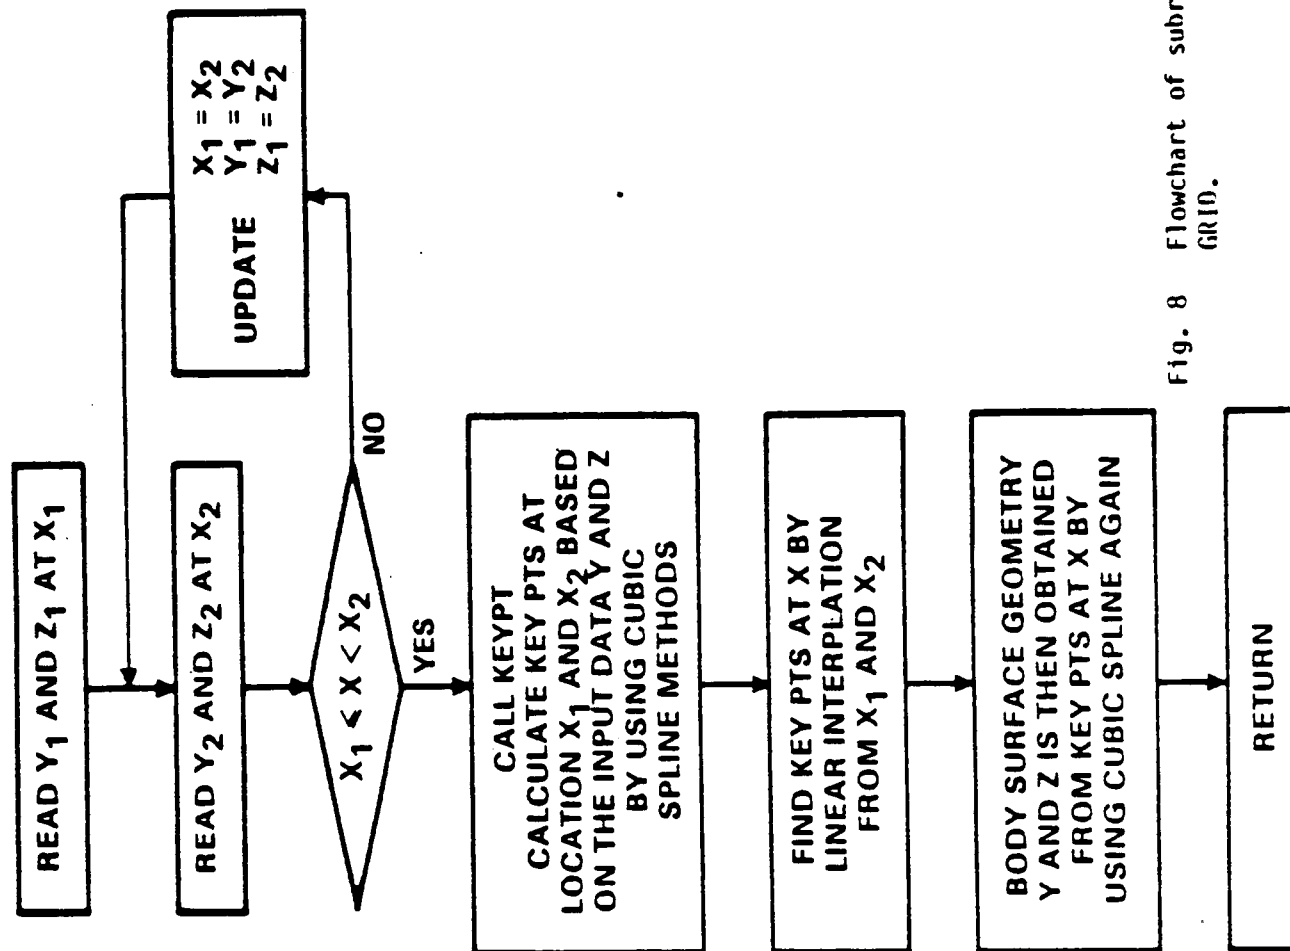 READ Y₁ AND Z₁ AT X₁
READ Y₂ AND Z₂ AT X₂
X₁ < X < X₂
NO
UPDATE
X₁ = X₂
Y₁ = Y₂
Z₁ = Z₂
YES
CALL KEYPT
CALCULATE KEY PTS AT
LOCATION X₁ AND X₂ BASED
ON THE INPUT DATA Y AND Z
BY USING CUBIC
SPLINE METHODS
FIND KEY PTS AT X BY
LINEAR INTERPLATION
FROM X₁ AND X₂
BODY SURFACE GEOMETRY
Y AND Z IS THEN OBTAINED
FROM KEY PTS AT X BY
USING CUBIC SPLINE AGAIN
RETURN
Fig. 8 Flowchart of subr
GRID.